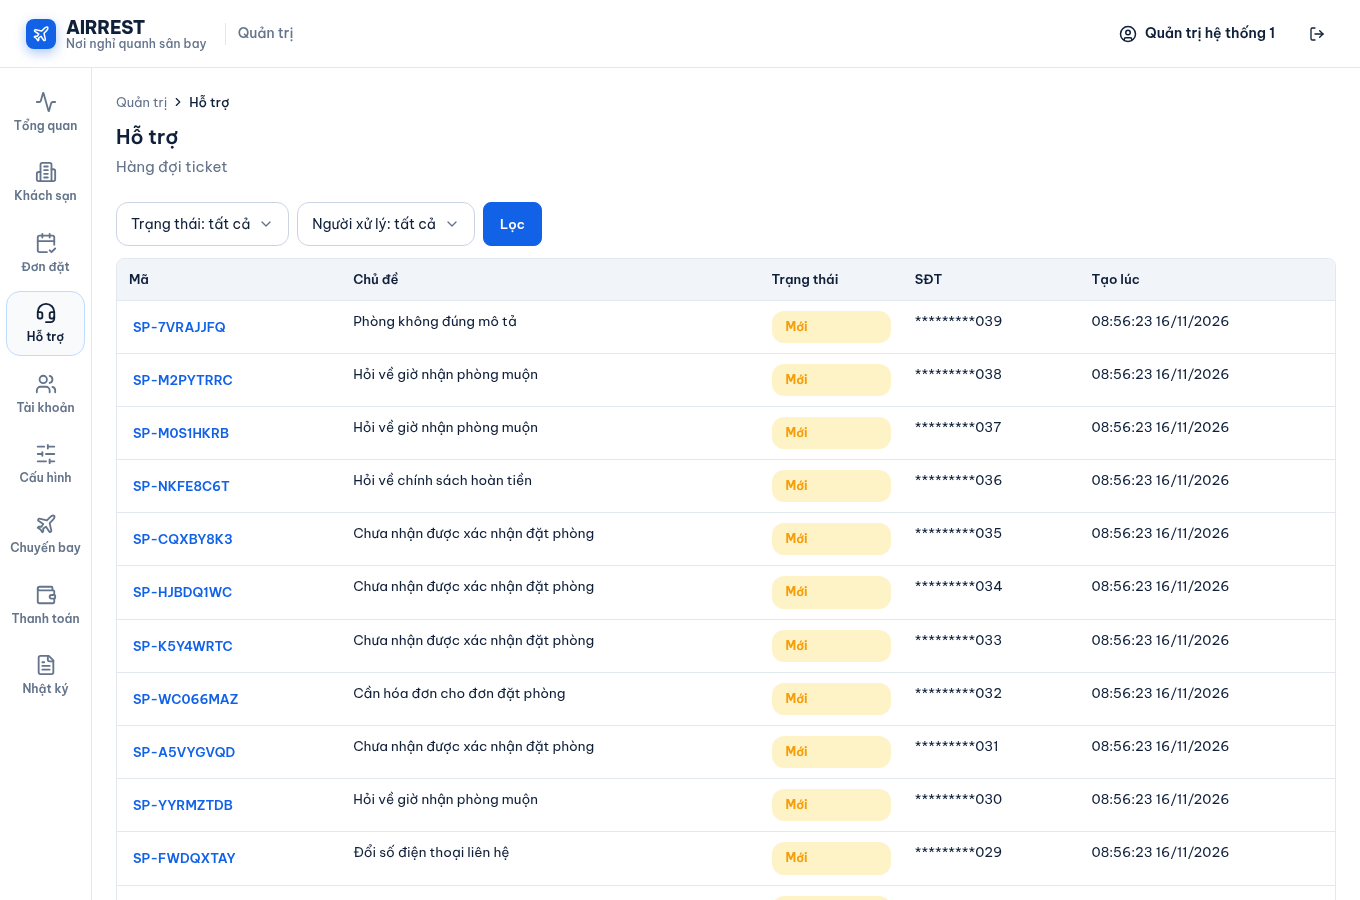 AIRREST
Nơi nghỉ quanh sân bay
Quản trị
Quản trị hệ thống 1
Tổng quan
Khách sạn
Đơn đặt
Hỗ trợ
Tài khoản
Cấu hình
Chuyến bay
Thanh toán
Nhật ký
Quản trị > Hỗ trợ
Hỗ trợ
Hàng đợi ticket
Trạng thái: tất cả
Người xử lý: tất cả
Lọc
Mã Chủ đề Trạng thái SĐT Tạo lúc
SP-7VRAJJFQ Phòng không đúng mô tả Mới *********039 08:56:23 16/11/2026
SP-M2PYTRRC Hỏi về giờ nhận phòng muộn Mới *********038 08:56:23 16/11/2026
SP-M0S1HKRB Hỏi về giờ nhận phòng muộn Mới *********037 08:56:23 16/11/2026
SP-NKFE8C6T Hỏi về chính sách hoàn tiền Mới *********036 08:56:23 16/11/2026
SP-CQXBY8K3 Chưa nhận được xác nhận đặt phòng Mới *********035 08:56:23 16/11/2026
SP-HJBDQ1WC Chưa nhận được xác nhận đặt phòng Mới *********034 08:56:23 16/11/2026
SP-K5Y4WRTC Chưa nhận được xác nhận đặt phòng Mới *********033 08:56:23 16/11/2026
SP-WC066MAZ Cần hóa đơn cho đơn đặt phòng Mới *********032 08:56:23 16/11/2026
SP-A5VYGVQD Chưa nhận được xác nhận đặt phòng Mới *********031 08:56:23 16/11/2026
SP-YYRMZTDB Hỏi về giờ nhận phòng muộn Mới *********030 08:56:23 16/11/2026
SP-FWDQXTAY Đổi số điện thoại liên hệ Mới *********029 08:56:23 16/11/2026